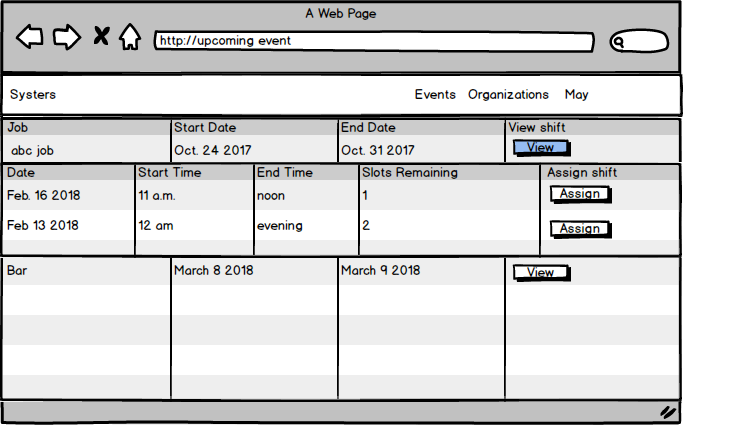 A Web Page
http://upcoming event
Systers Events Organizations May
Job Start Date End Date View shift
abc job Oct. 24 2017 Oct. 31 2017 View
Date Start Time End Time Slots Remaining Assign shift
Feb. 16 2018 11 a.m. noon 1 Assign
Feb 13 2018 12 am evening 2 Assign
Bar March 8 2018 March 9 2018 View